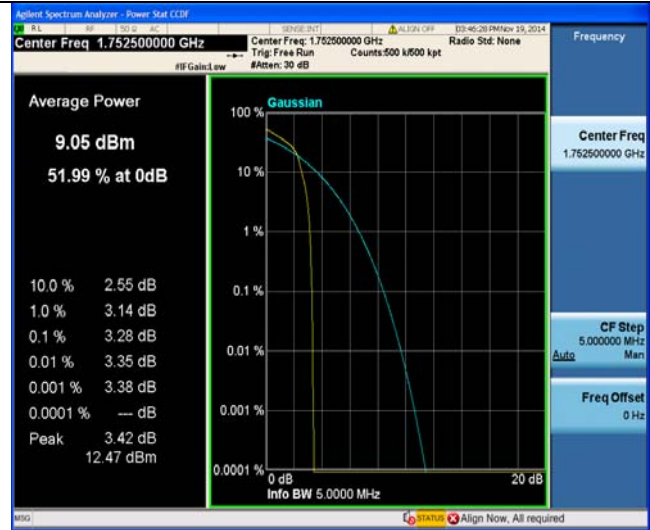 Agilent Spectrum Analyzer - Power Stat CCDF
RL RF 50 Ω AC SENSE:INT ALIGN OFF 03:46:28 PM Nov 19, 2014
Center Freq 1.752500000 GHz
Center Freq: 1.752500000 GHz Radio Std: None
Trig: Free Run Counts:500 k/500 kpt
#IFGain:Low #Atten: 30 dB
Frequency
Average Power
9.05 dBm
51.99 % at 0dB
10.0 % 2.55 dB
1.0 % 3.14 dB
0.1 % 3.28 dB
0.01 % 3.35 dB
0.001 % 3.38 dB
0.0001 % --- dB
Peak 3.42 dB
12.47 dBm
Gaussian
100 %
10 %
1 %
0.1 %
0.01 %
0.001 %
0.0001 %
0 dB 20 dB
Info BW 5.0000 MHz
Center Freq
1.752500000 GHz
CF Step
5.000000 MHz
Auto Man
Freq Offset
0 Hz
MSG STATUS Align Now, All required